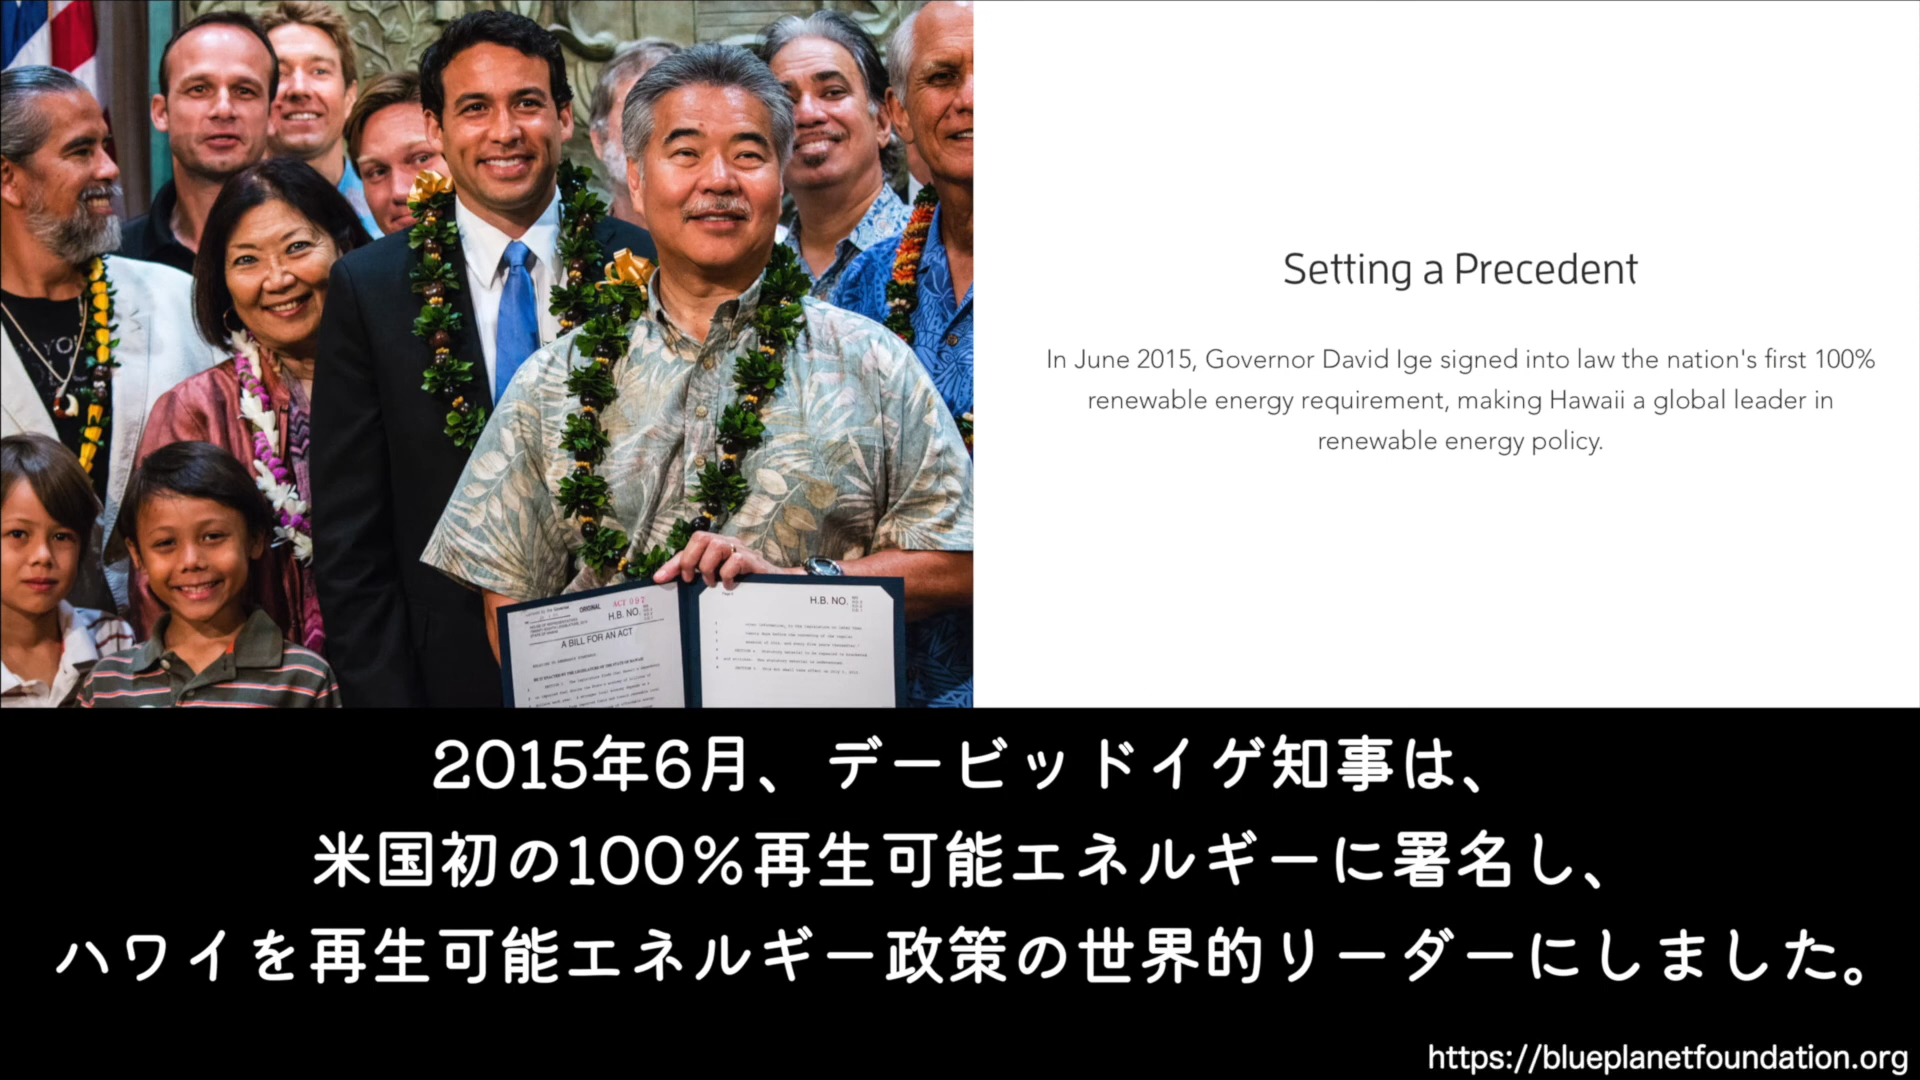 YOU
ORIGINAL
ACT 097
H.B. NO.
A BILL FOR AN ACT
H.B. NO.
Setting a Precedent
In June 2015, Governor David Ige signed into law the nation's first 100%
renewable energy requirement, making Hawaii a global leader in
renewable energy policy.
2015年6月、デービッドイゲ知事は、
米国初の100%再生可能エネルギーに署名し、
ハワイを再生可能エネルギー政策の世界的リーダーにしました。
https://blueplanetfoundation.org